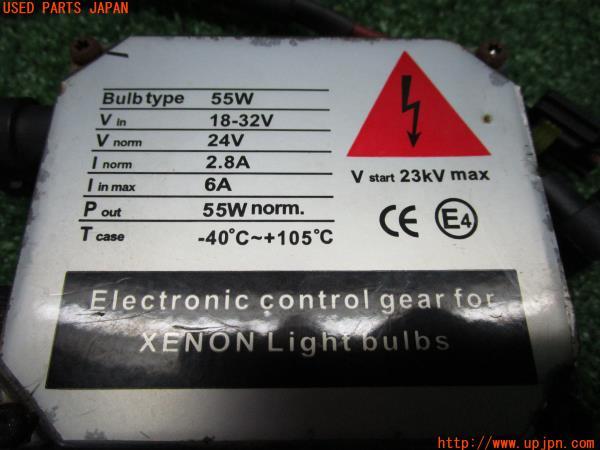 USED PARTS JAPAN
Bulb type 55W
V in 18-32V
V norm 24V
I norm 2.8A
I in max 6A
P out 55W norm.
T case -40°C~+105°C
V start 23kV max
CE E4
Electronic control gear for
XENON Light bulbs
http://www.upjpn.com/